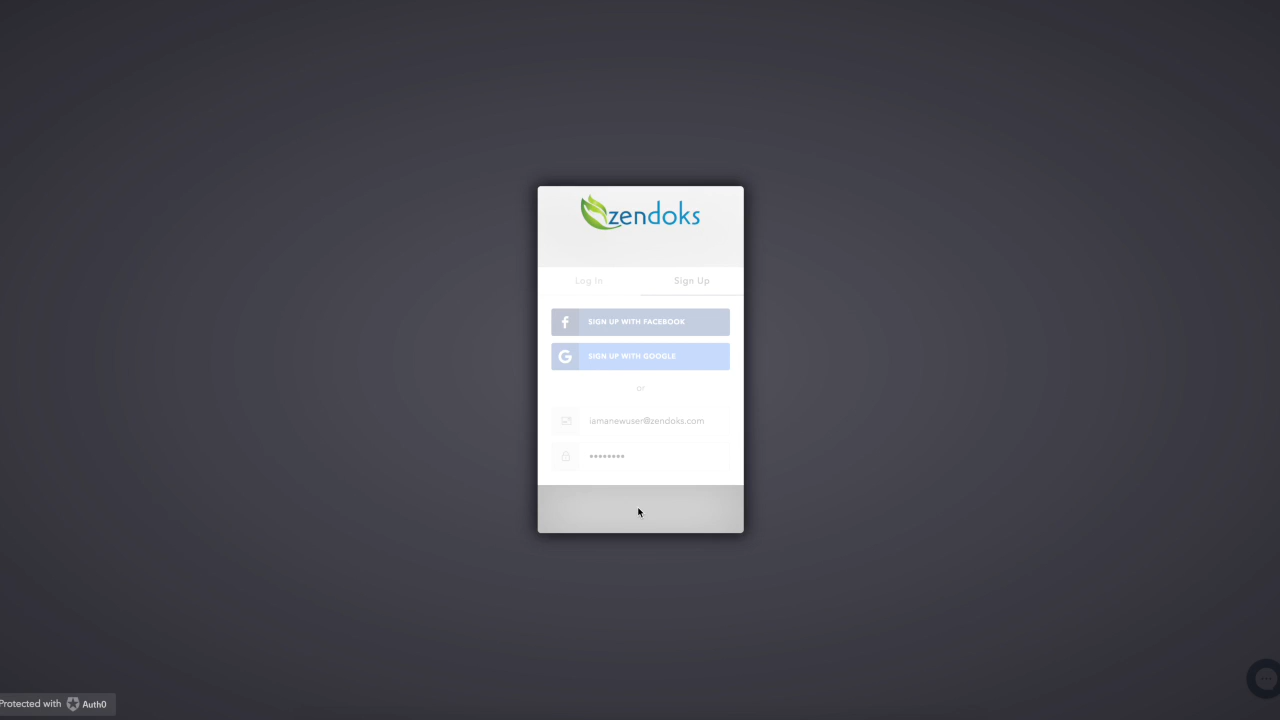 zendoks
Log In
Sign Up
SIGN UP WITH FACEBOOK
SIGN UP WITH GOOGLE
or
iamanewuser@zendoks.com
••••••••
Protected with Auth0